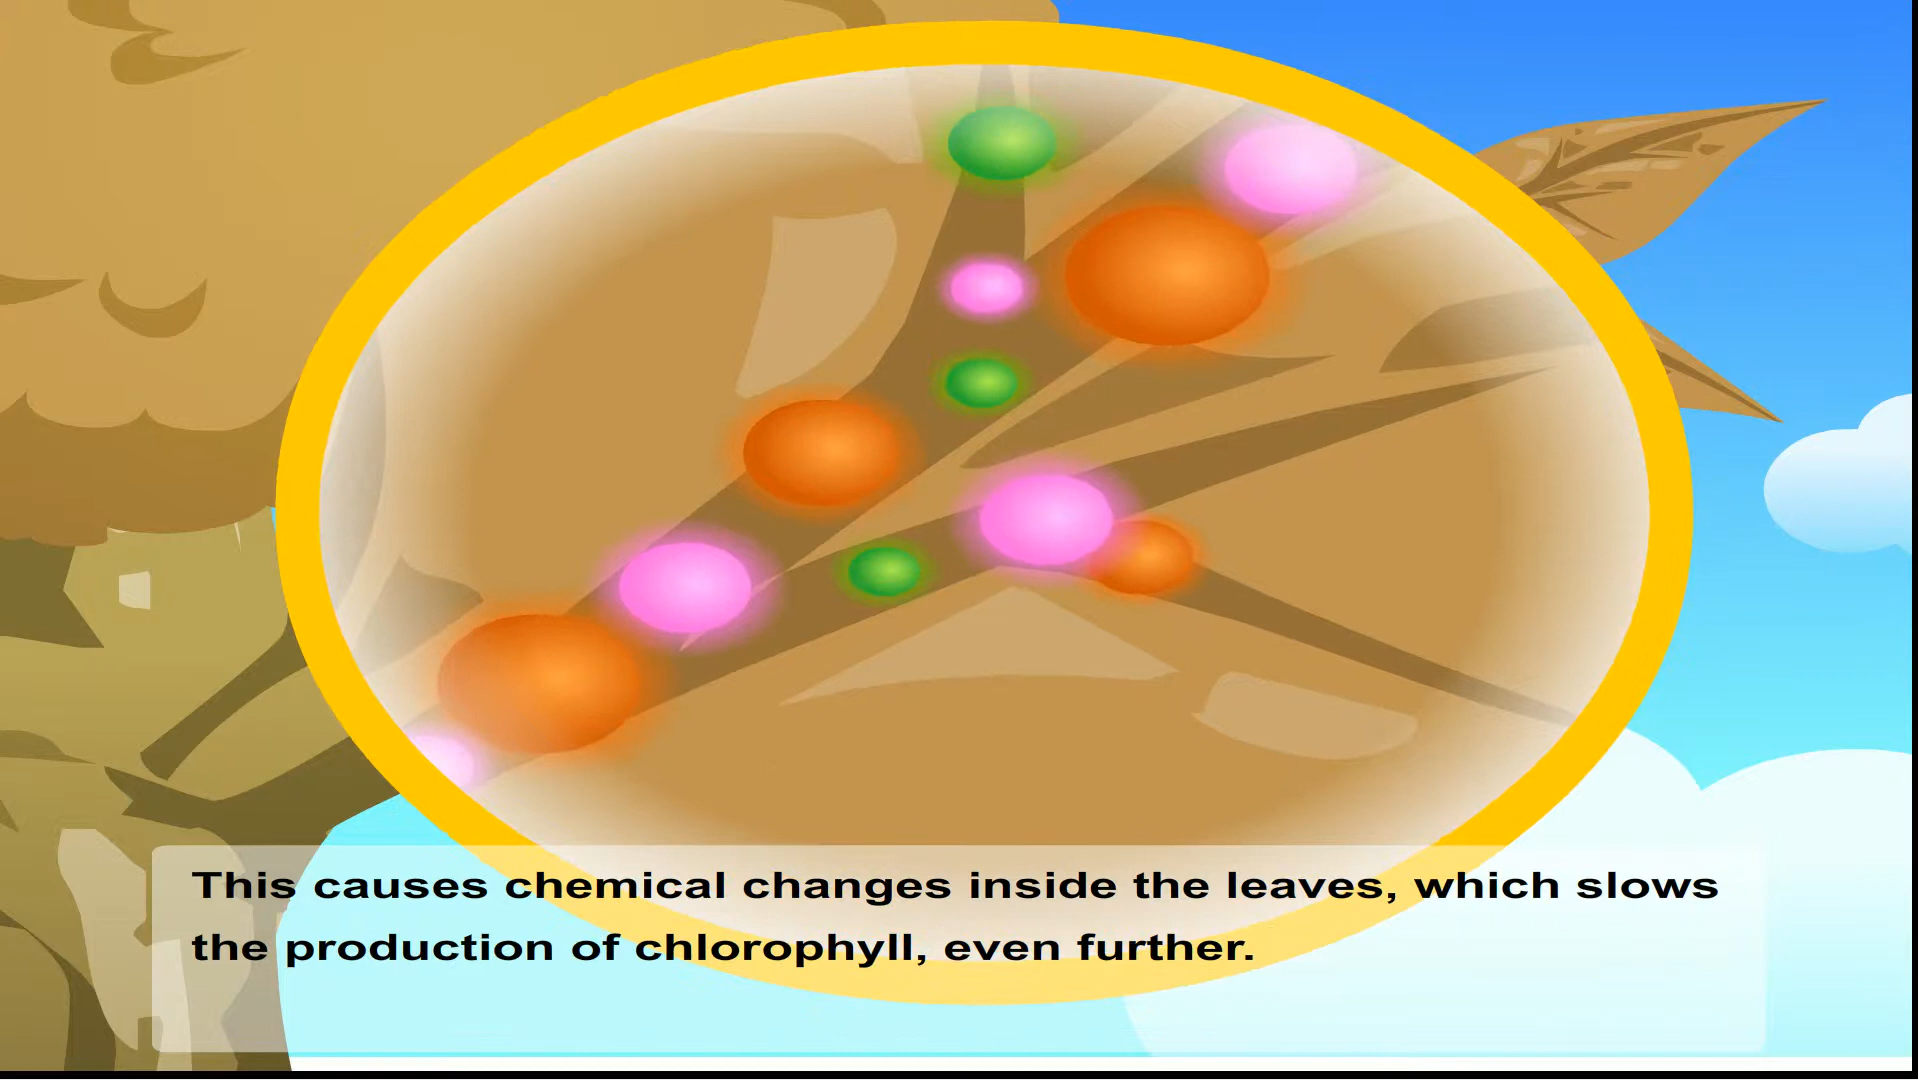 This causes chemical changes inside the leaves, which slows
the production of chlorophyll, even further.